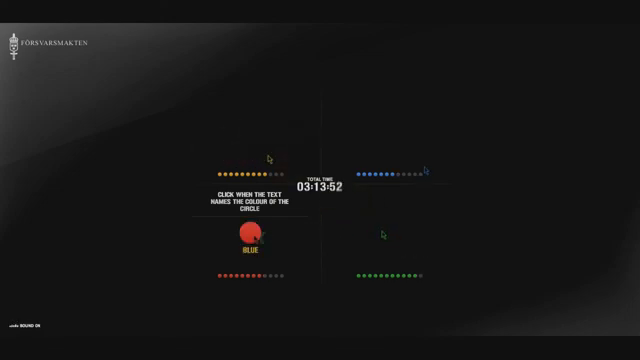 FÖRSVARSMAKTEN
TOTAL TIME
03:13:52
CLICK WHEN THE TEXT
NAMES THE COLOUR OF THE
CIRCLE
BLUE
SOUND ON